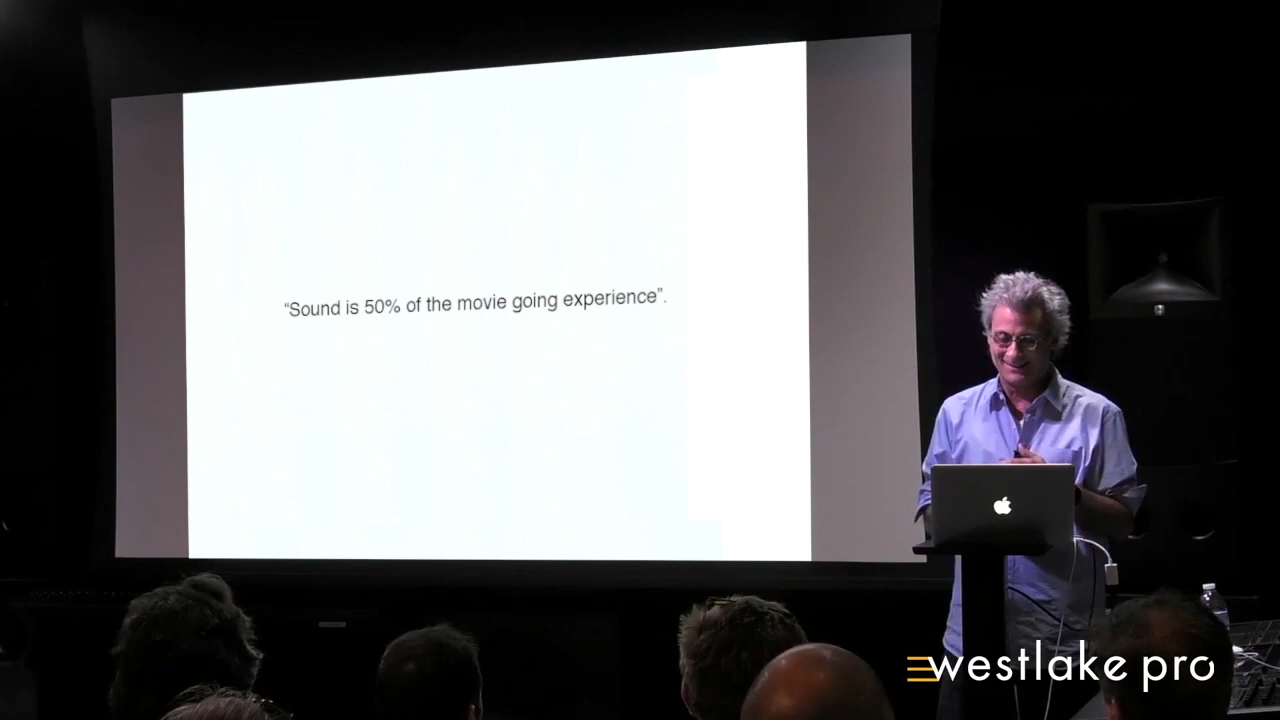 “Sound is 50% of the movie going experience”.
westlake pro